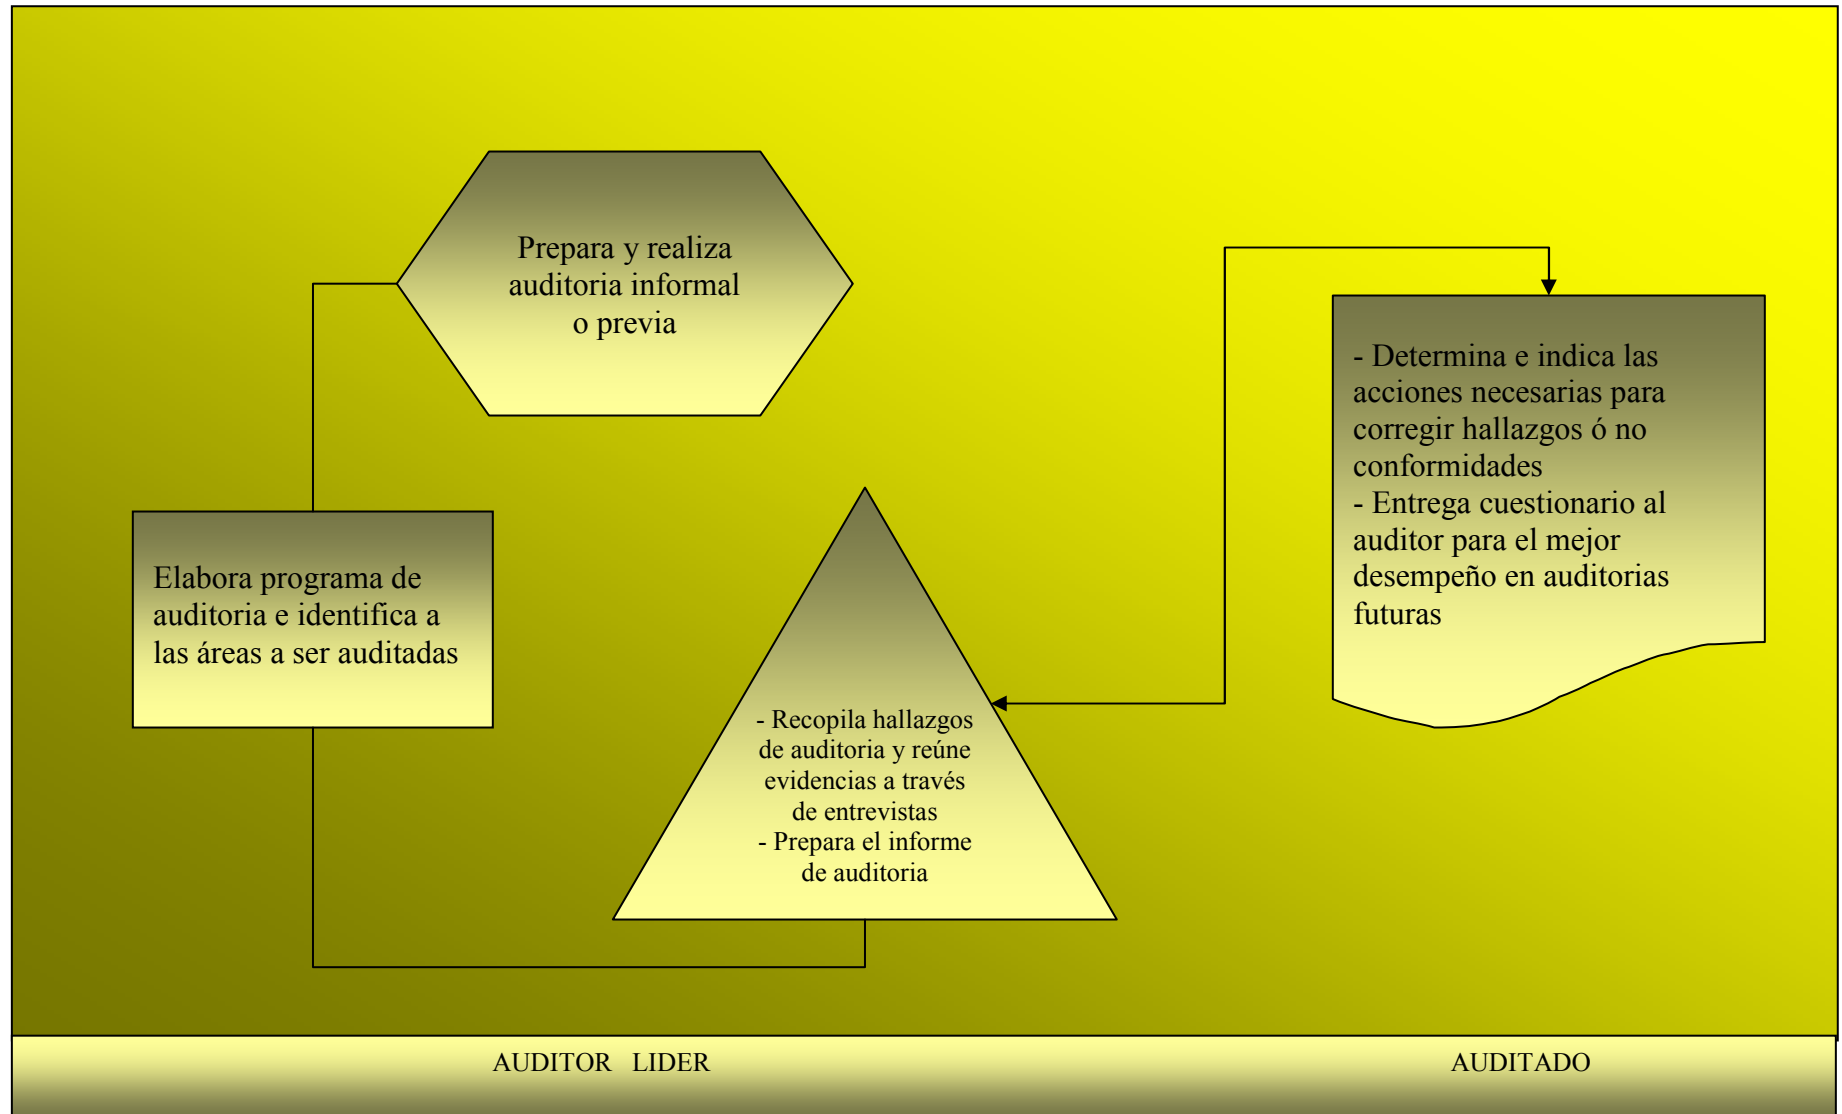 Prepara y realiza
auditoria informal
o previa
Elabora programa de
auditoria e identifica a
las áreas a ser auditadas
- Recopila hallazgos
de auditoria y reúne
evidencias a través
de entrevistas
- Prepara el informe
de auditoria
- Determina e indica las
acciones necesarias para
corregir hallazgos ó no
conformidades
- Entrega cuestionario al
auditor para el mejor
desempeño en auditorias
futuras
AUDITOR LIDER
AUDITADO